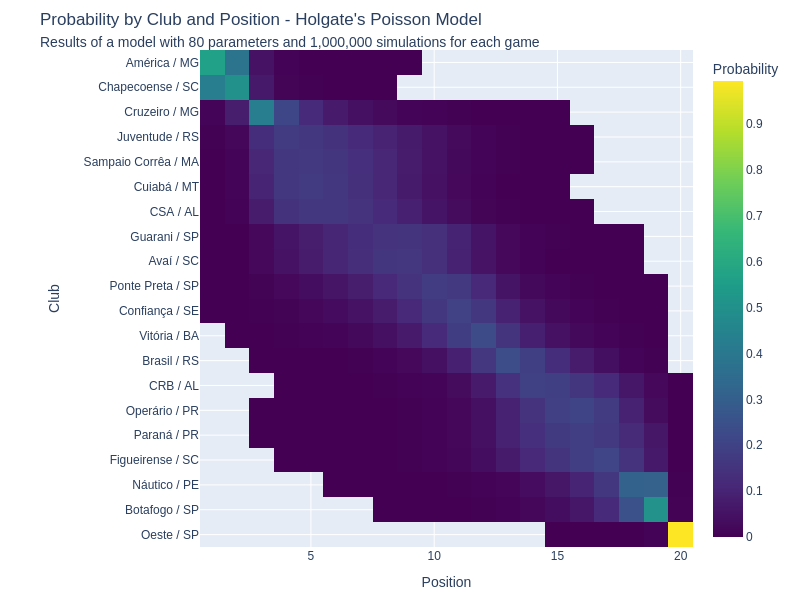 Probability by Club and Position - Holgate's Poisson Model
Results of a model with 80 parameters and 1,000,000 simulations for each game
Probability
América / MG
Chapecoense / SC
Cruzeiro / MG
Juventude / RS
Sampaio Corrêa / MA
Cuiabá / MT
CSA / AL
Guarani / SP
Avaí / SC
Ponte Preta / SP
Confiança / SE
Vitória / BA
Brasil / RS
CRB / AL
Operário / PR
Paraná / PR
Figueirense / SC
Náutico / PE
Botafogo / SP
Oeste / SP
Club
5
10
15
20
Position
0.9
0.8
0.7
0.6
0.5
0.4
0.3
0.2
0.1
0